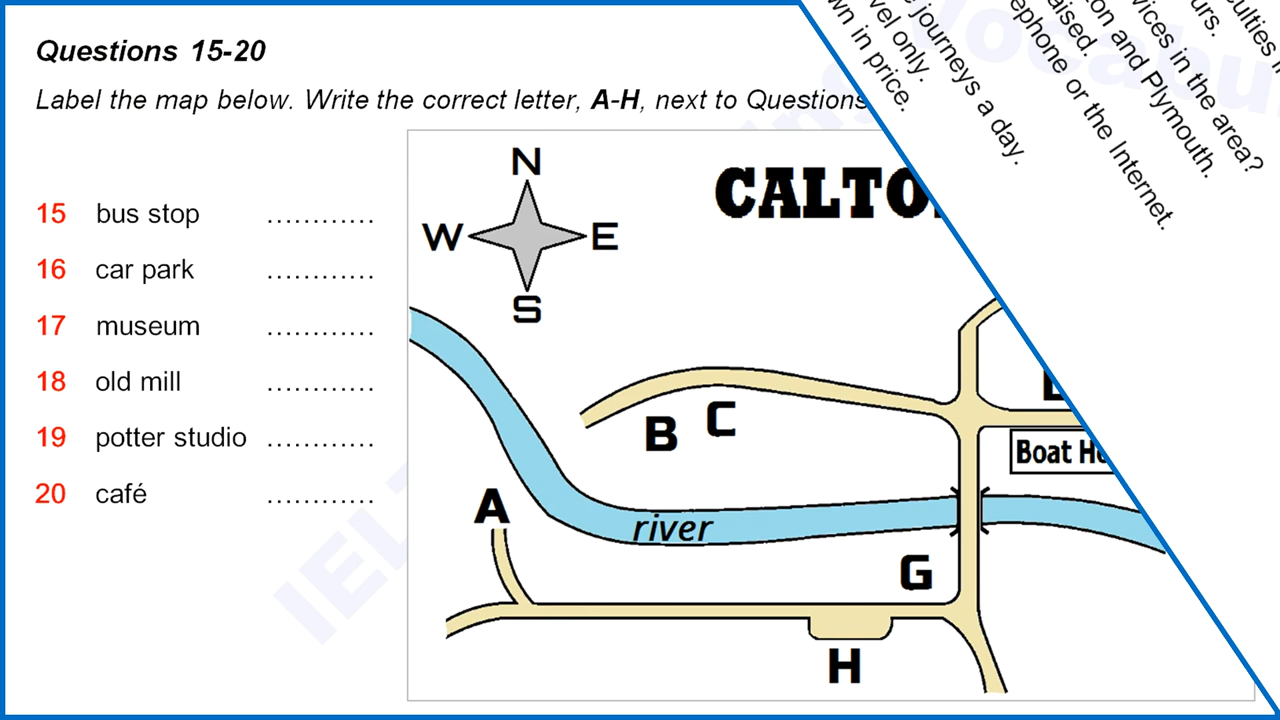 Questions 15-20
Label the map below. Write the correct letter, A-H, next to Questions
15 bus stop ............
16 car park ............
17 museum ............
18 old mill ............
19 potter studio ............
20 café ............
N
W E
S
B C
Boat
A
river
G
H
urs.
vices in the area?
on and Plymouth.
aised.
ephone or the Internet.
journeys a day.
vel only.
wn in price.